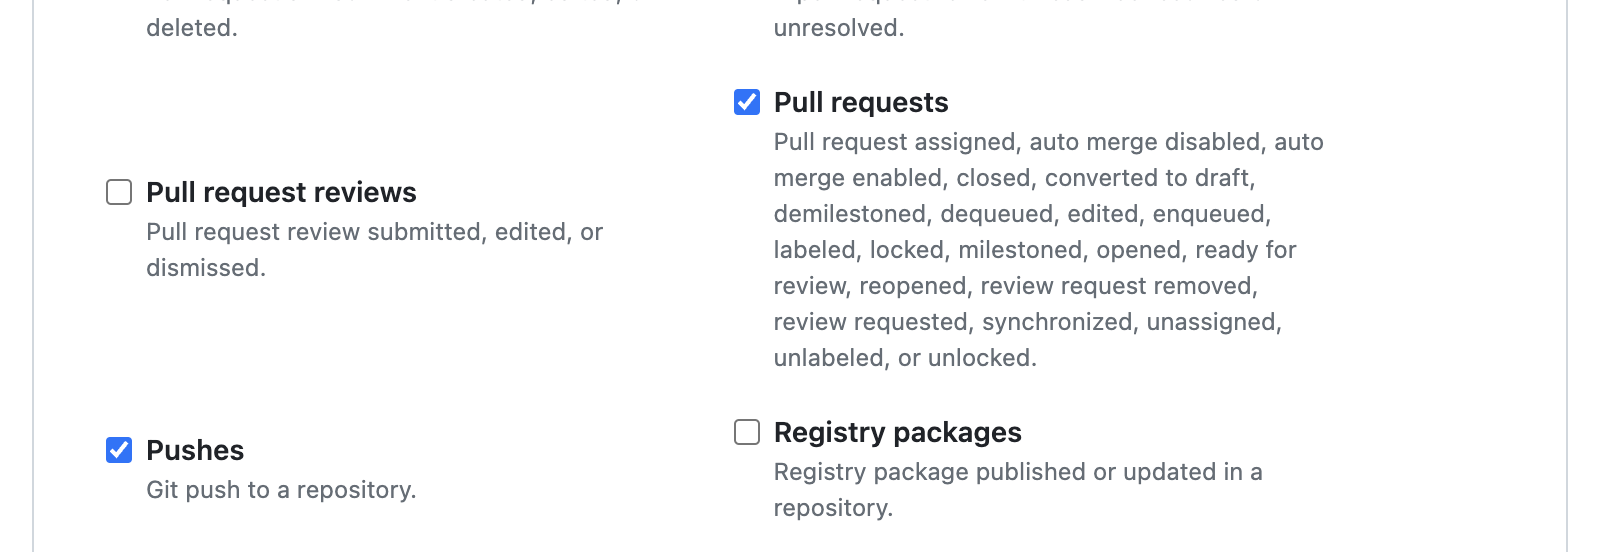 deleted.
unresolved.
Pull requests
Pull request assigned, auto merge disabled, auto
merge enabled, closed, converted to draft,
demilestoned, dequeued, edited, enqueued,
labeled, locked, milestoned, opened, ready for
review, reopened, review request removed,
review requested, synchronized, unassigned,
unlabeled, or unlocked.
Pull request reviews
Pull request review submitted, edited, or
dismissed.
Pushes
Git push to a repository.
Registry packages
Registry package published or updated in a
repository.